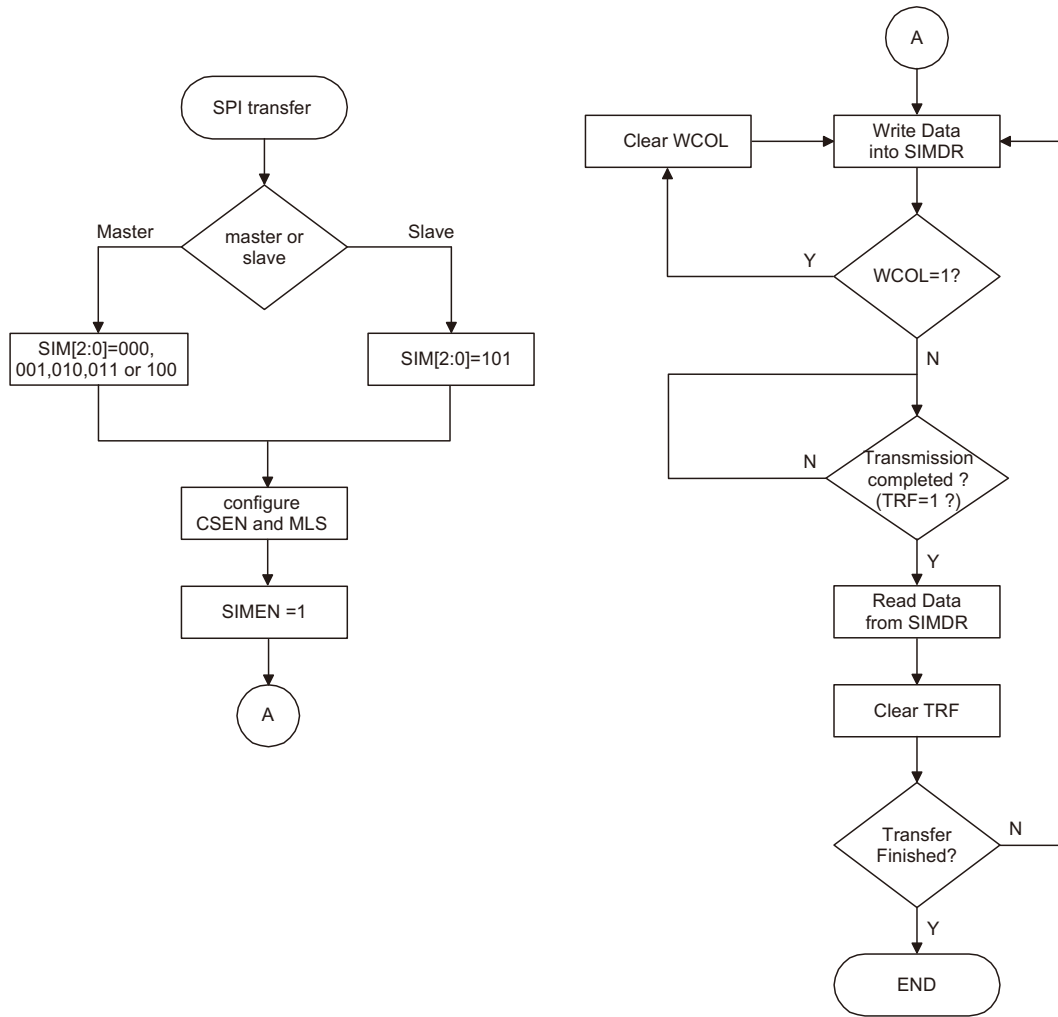 SPI transfer
master or
slave
Master
Slave
SIM[2:0]=000,
001,010,011 or 100
SIM[2:0]=101
configure
CSEN and MLS
SIMEN =1
A
A
Clear WCOL
Write Data
into SIMDR
Y
WCOL=1?
N
N
Transmission
completed ?
(TRF=1 ?)
Y
Read Data
from SIMDR
Clear TRF
Transfer
Finished?
N
Y
END